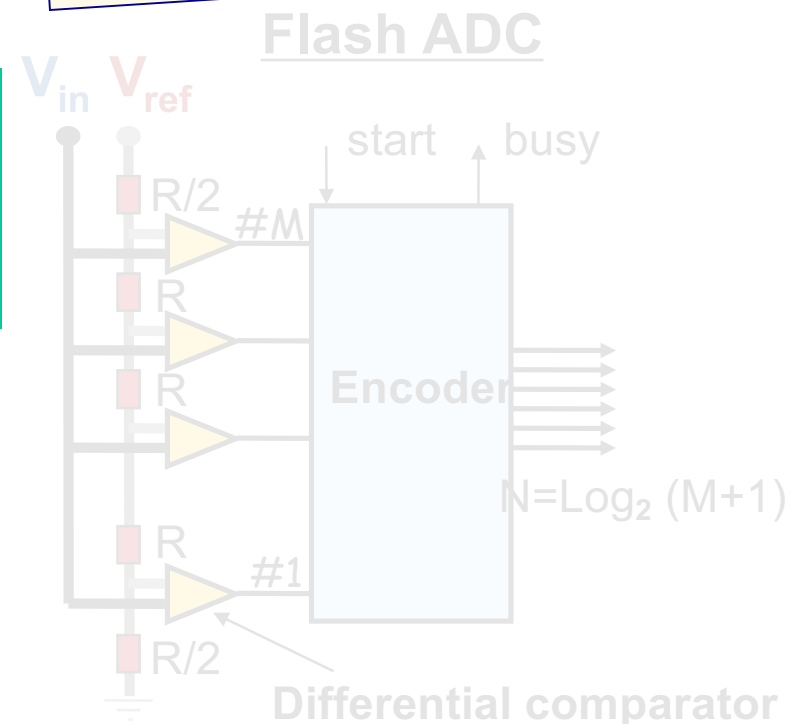 Flash ADC
Vin Vref
start busy
R/2
#M
R
R
Encoder
N=Log2 (M+1)
R
#1
R/2
Differential comparator